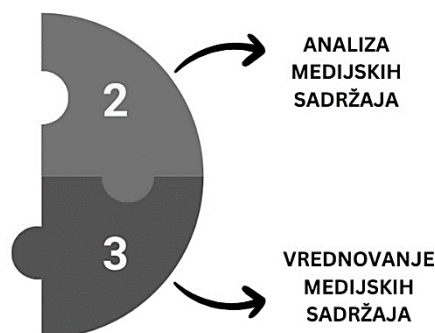 2
ANALIZA
MEDIJSKIH
SADRŽAJA
3
VREDNOVANJE
MEDIJSKIH
SADRŽAJA